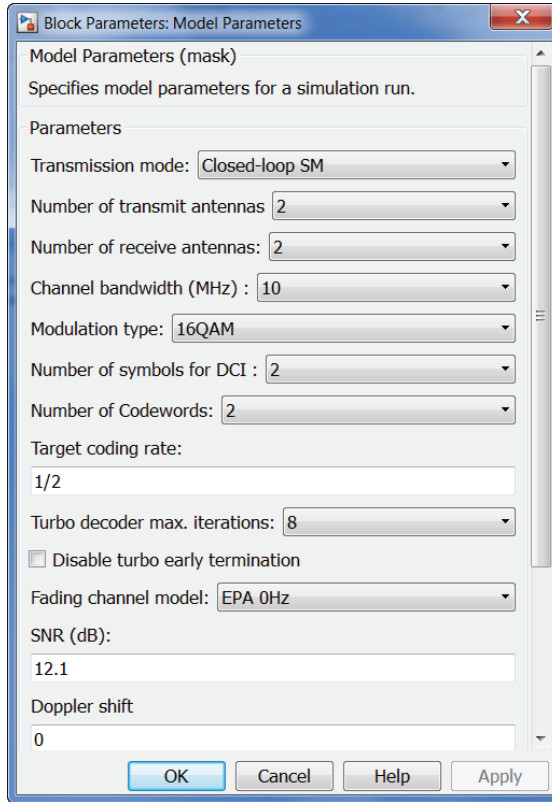 Block Parameters: Model Parameters
X
Model Parameters (mask)
Specifies model parameters for a simulation run.
Parameters
Transmission mode: Closed-loop SM
Number of transmit antennas 2
Number of receive antennas: 2
Channel bandwidth (MHz) : 10
Modulation type: 16QAM
Number of symbols for DCI : 2
Number of Codewords: 2
Target coding rate:
1/2
Turbo decoder max. iterations: 8
Disable turbo early termination
Fading channel model: EPA 0Hz
SNR (dB):
12.1
Doppler shift
0
OK Cancel Help Apply